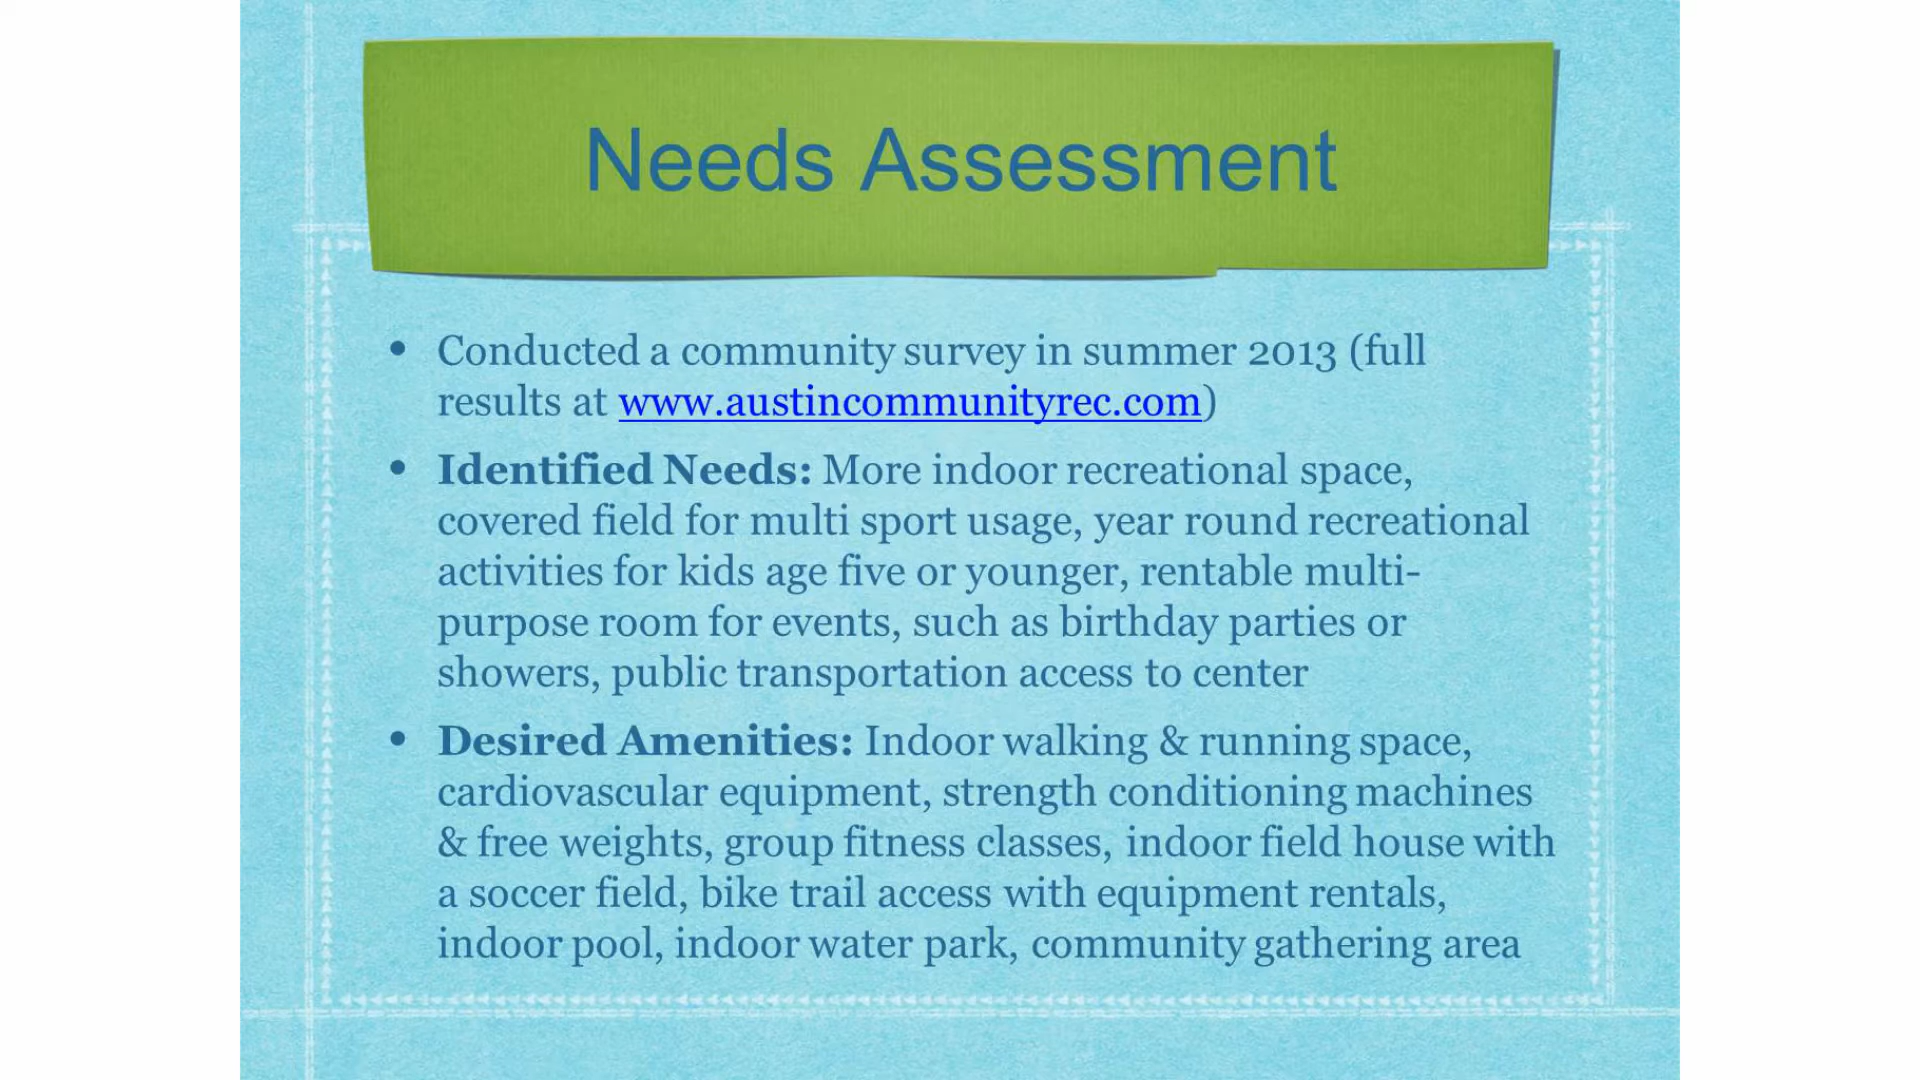 Needs Assessment
• Conducted a community survey in summer 2013 (full
results at www.austincommunityrec.com)
• Identified Needs: More indoor recreational space,
covered field for multi sport usage, year round recreational
activities for kids age five or younger, rentable multi-
purpose room for events, such as birthday parties or
showers, public transportation access to center
• Desired Amenities: Indoor walking & running space,
cardiovascular equipment, strength conditioning machines
& free weights, group fitness classes, indoor field house with
a soccer field, bike trail access with equipment rentals,
indoor pool, indoor water park, community gathering area